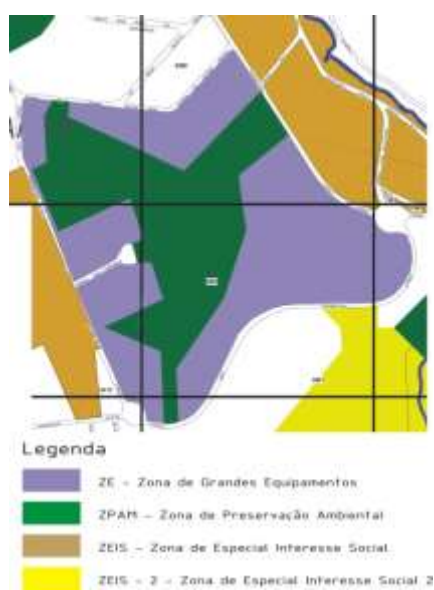 Legenda
ZE - Zona de Grandes Equipamentos
ZPAM - Zona de Preservação Ambiental
ZEIS - Zona de Especial Interesse Social
ZEIS - 2 - Zona de Especial Interesse Social 2